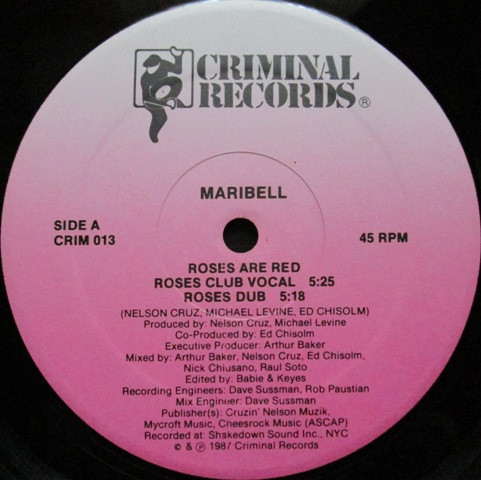 CRIMINAL
RECORDS®
MARIBELL
SIDE A
CRIM 013
45 RPM
ROSES ARE RED
ROSES CLUB VOCAL 5:25
ROSES DUB 5:18
(NELSON CRUZ, MICHAEL LEVINE, ED CHISOLM)
Produced by: Nelson Cruz, Michael Levine
Co-Produced by: Ed Chisolm
Executive Producer: Arthur Baker
Mixed by: Arthur Baker, Nelson Cruz, Ed Chisolm,
Nick Chiusano, Raul Soto
Edited by: Babie & Keyes
Recording Engineers: Dave Sussman, Rob Paustian
Mix Engineer: Dave Sussman
Publisher(s): Cruzin' Nelson Muzik,
Mycroft Music, Cheesrock Music (ASCAP)
Recorded at: Shakedown Sound Inc., NYC
© & ℗ 1987 Criminal Records